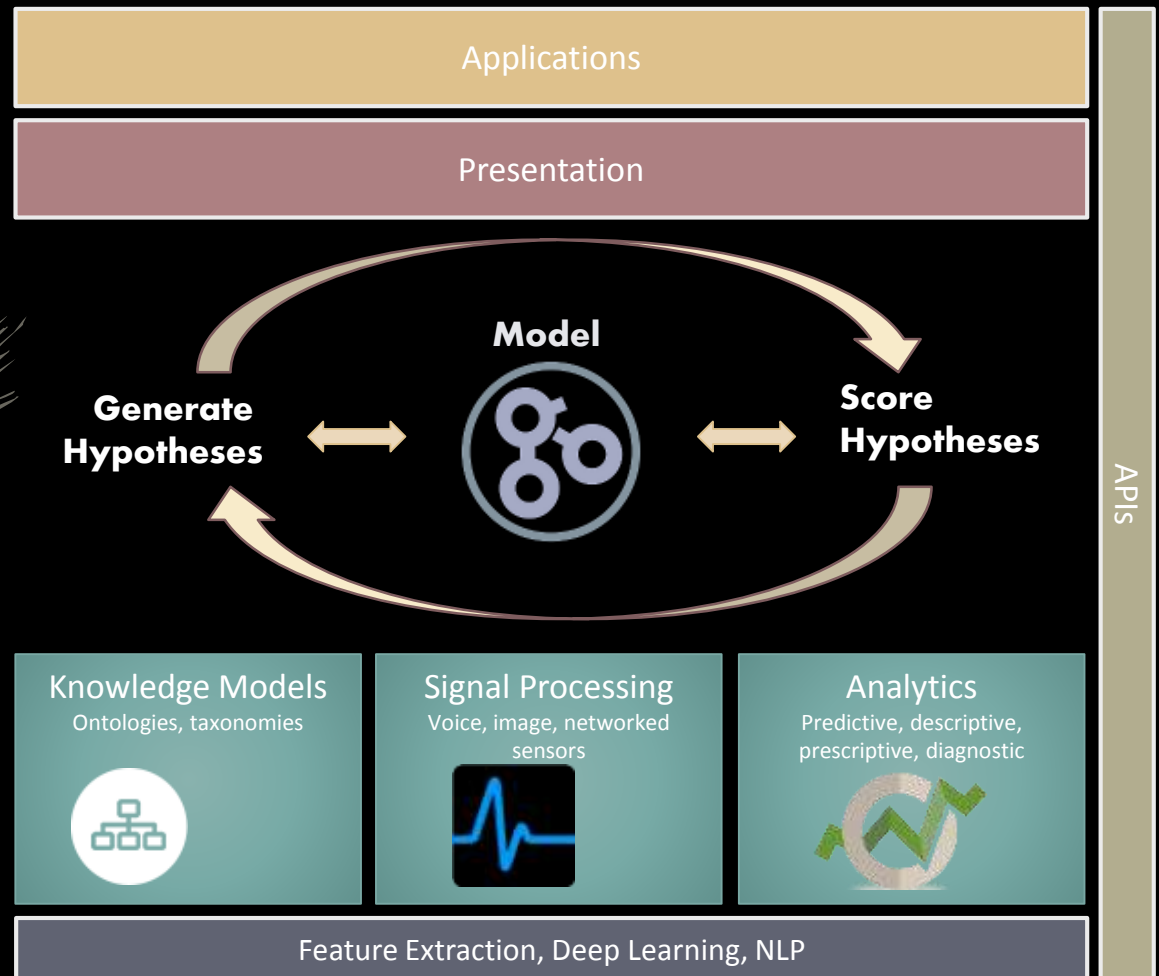 Applications
Presentation
Model
Generate
Hypotheses
Score
Hypotheses
APIs
Knowledge Models
Ontologies, taxonomies
Signal Processing
Voice, image, networked
sensors
Analytics
Predictive, descriptive,
prescriptive, diagnostic
Feature Extraction, Deep Learning, NLP